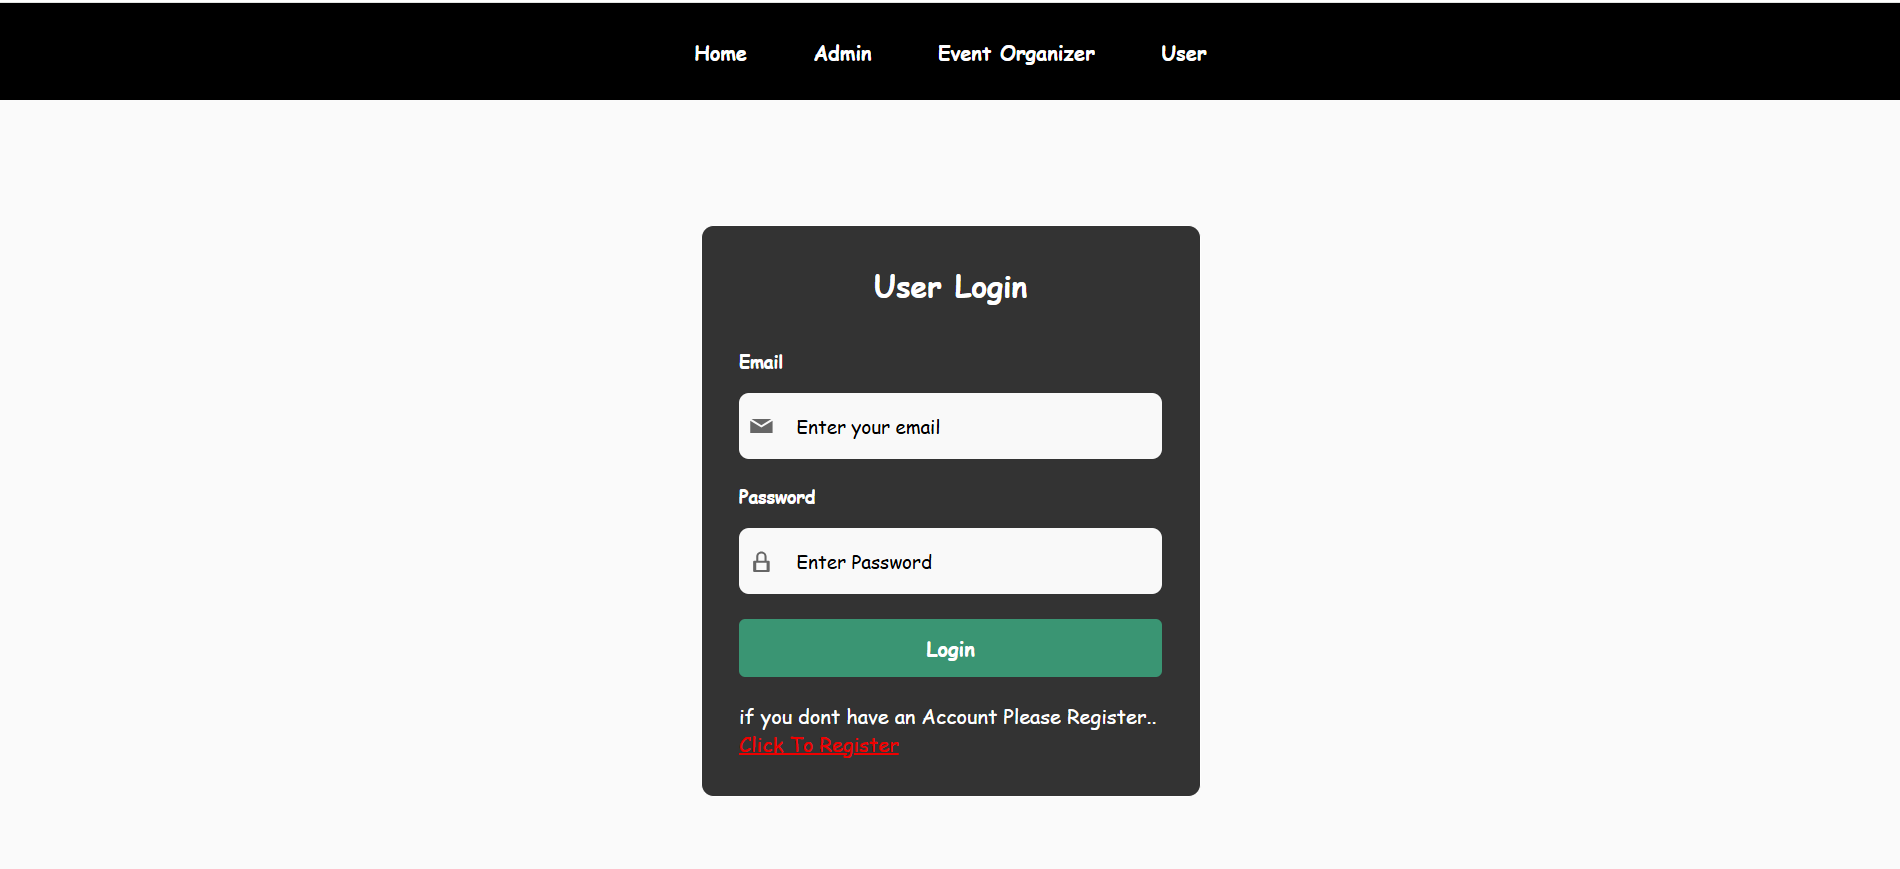 Home Admin Event Organizer User
User Login
Email
Enter your email
Password
Enter Password
Login
if you dont have an Account Please Register..
Click To Register